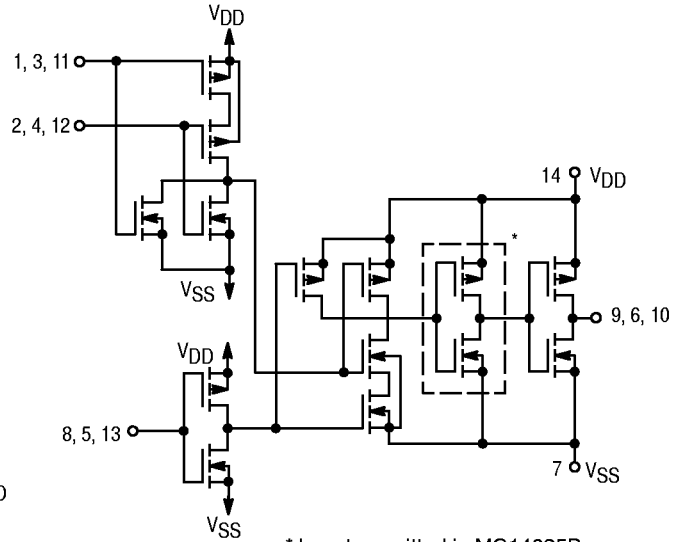 VDD
1, 3, 11
2, 4, 12
14 VDD
*
VSS
9, 6, 10
VDD
8, 5, 13
7 VSS
VSS